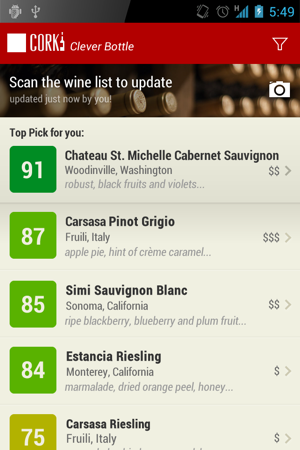 5:49
CORKZ
Clever Bottle
Scan the wine list to update
updated just now by you!
Top Pick for you:
91
Chateau St. Michelle Cabernet Sauvignon
Woodinville, Washington
$$
robust, black fruits and violets...
87
Carsasa Pinot Grigio
Fruili, Italy
$$$
apple pie, hint of crème caramel...
85
Simi Sauvignon Blanc
Sonoma, California
$$
ripe blackberry, blueberry and plum fruit...
84
Estancia Riesling
Monterey, California
$
marmalade, dried orange peel, honey...
75
Carsasa Riesling
Fruili, Italy
$